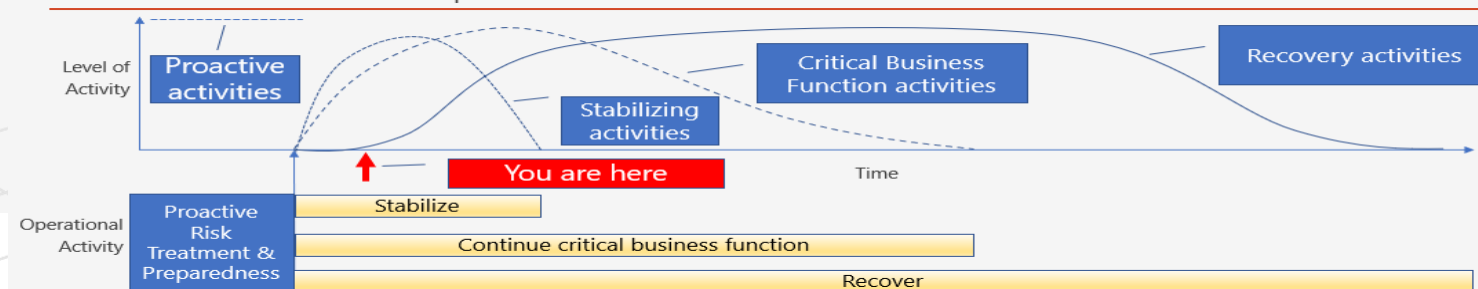 Level of
Activity
Proactive
activities
Stabilizing
activities
Critical Business
Function activities
Recovery activities
You are here
Time
Operational
Activity
Proactive
Risk
Treatment &
Preparedness
Stabilize
Continue critical business function
Recover